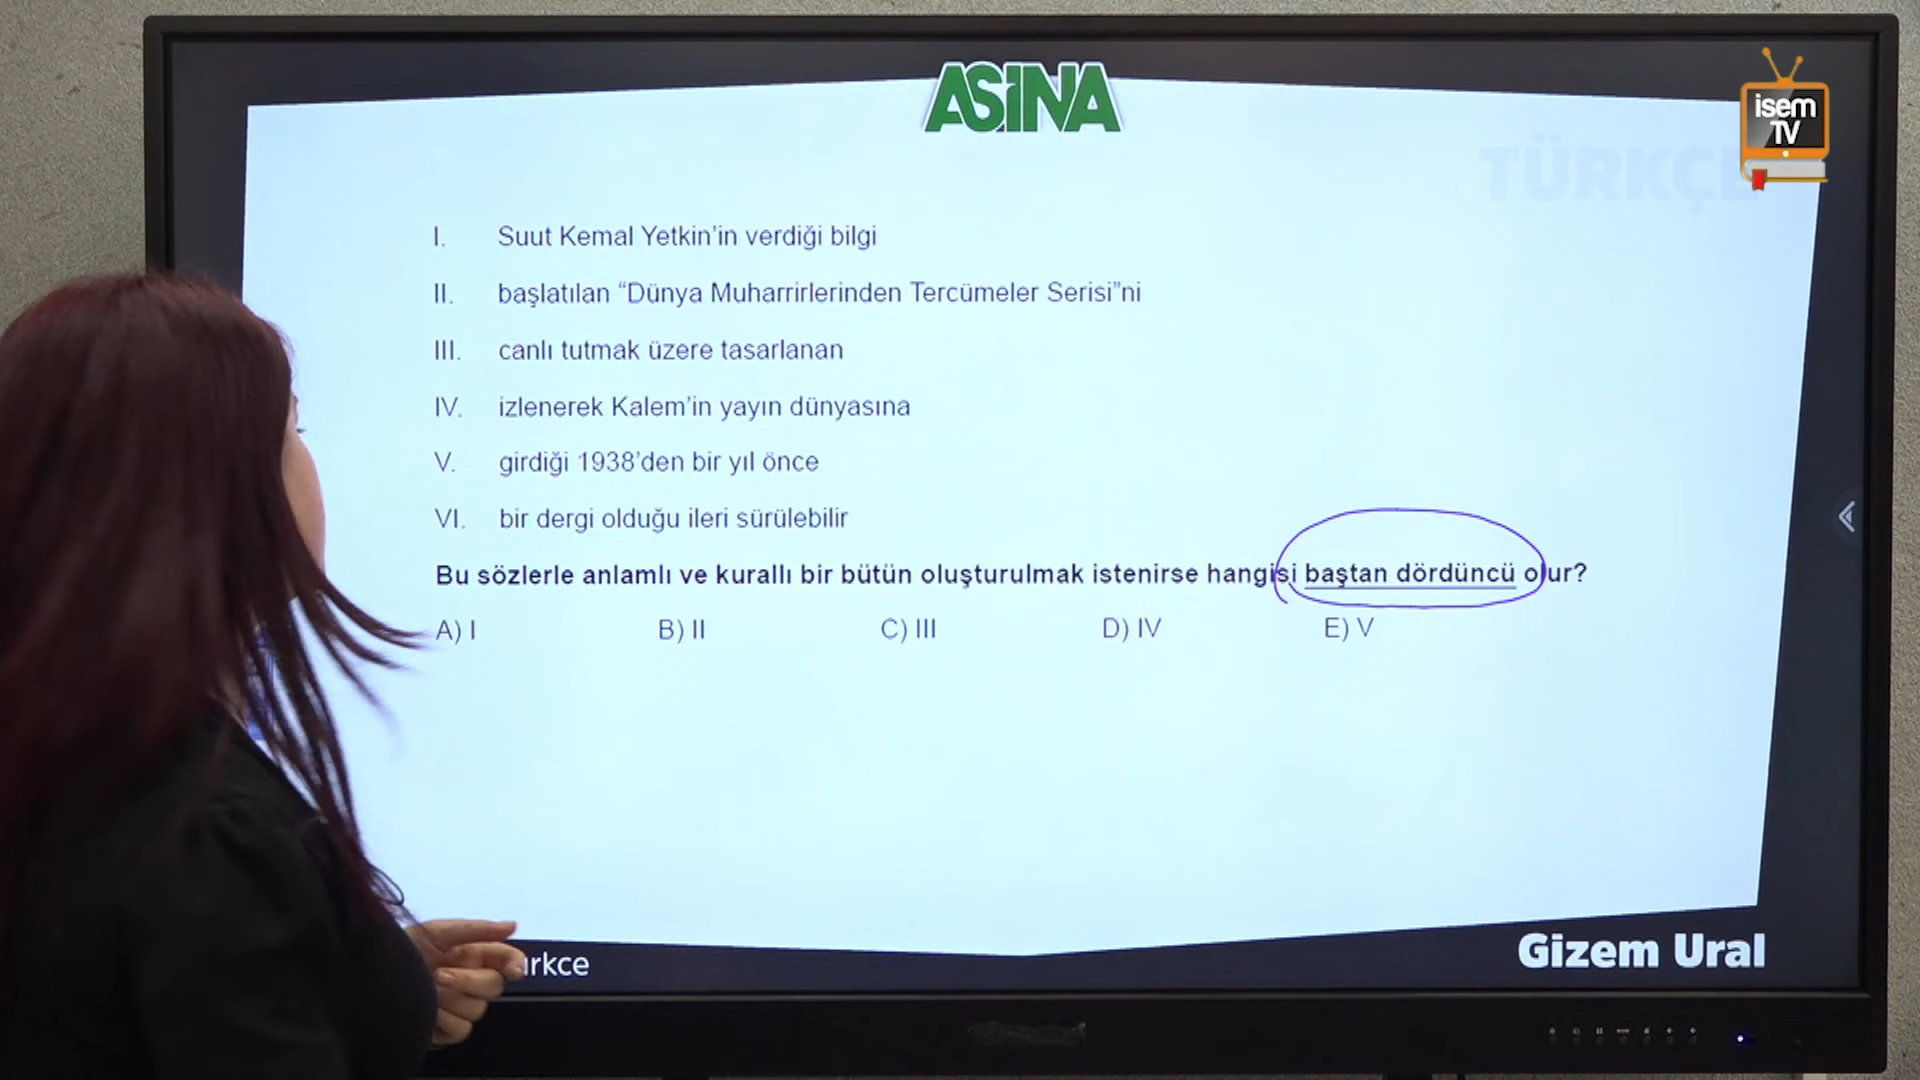 ASİNA
isem
TV
TÜRKÇE
I. Suut Kemal Yetkin’in verdiği bilgi
II. başlatılan “Dünya Muharrirlerinden Tercümeler Serisi”ni
III. canlı tutmak üzere tasarlanan
IV. izlenerek Kalem’in yayın dünyasına
V. girdiği 1938’den bir yıl önce
VI. bir dergi olduğu ileri sürülebilir
Bu sözlerle anlamlı ve kurallı bir bütün oluşturulmak istenirse hangisi baştan dördüncü olur?
A) I B) II C) III D) IV E) V
Gizem Ural
ürkce